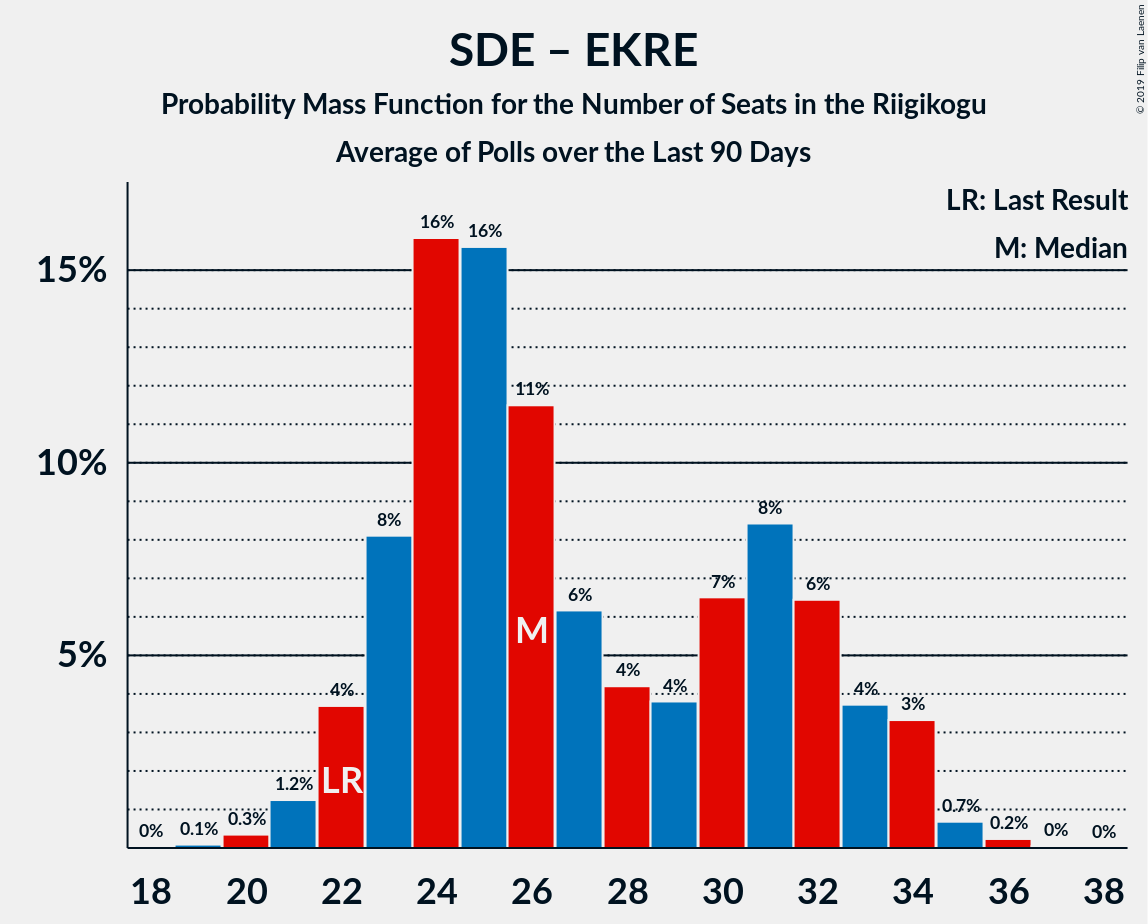 SDE – EKRE
Probability Mass Function for the Number of Seats in the Riigikogu
Average of Polls over the Last 90 Days
© 2019 Filip van Laenen
LR: Last Result
M: Median
15%
10%
5%
0%
0.1%
0.3%
1.2%
4%
8%
16%
16%
11%
6%
4%
4%
7%
8%
6%
4%
3%
0.7%
0.2%
0%
0%
LR
M
18 20 22 24 26 28 30 32 34 36 38